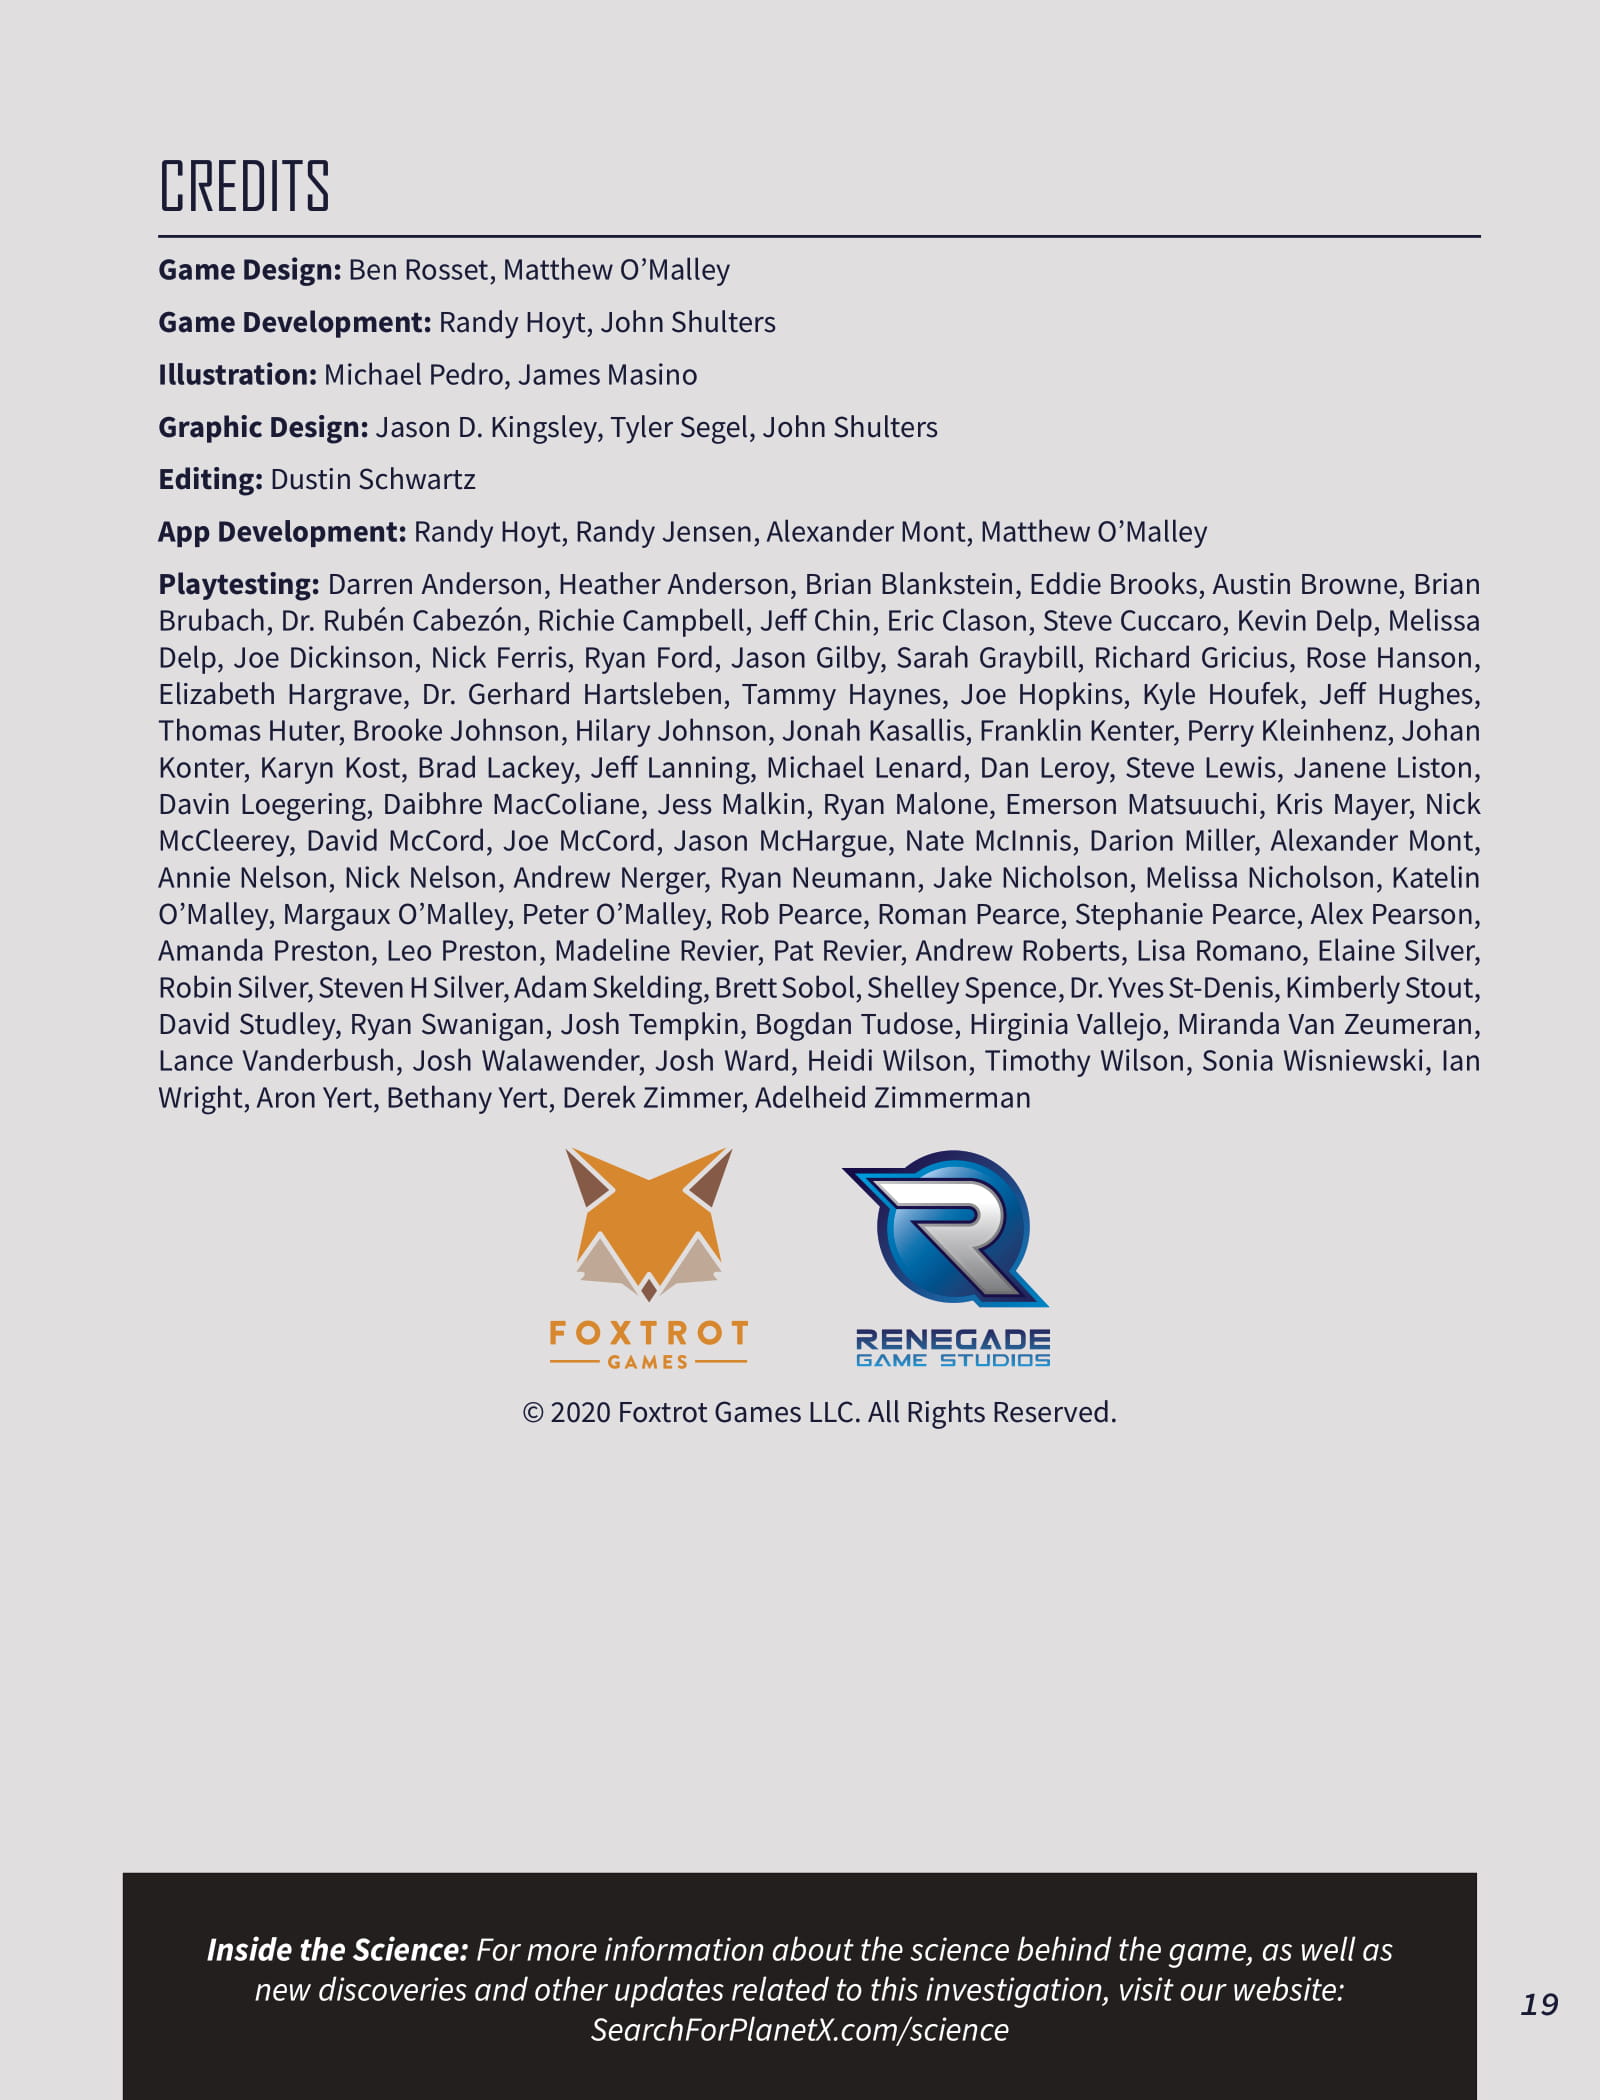 CREDITS
Game Design: Ben Rosset, Matthew O’Malley
Game Development: Randy Hoyt, John Shulters
Illustration: Michael Pedro, James Masino
Graphic Design: Jason D. Kingsley, Tyler Segel, John Shulters
Editing: Dustin Schwartz
App Development: Randy Hoyt, Randy Jensen, Alexander Mont, Matthew O’Malley
Playtesting: Darren Anderson, Heather Anderson, Brian Blankstein, Eddie Brooks, Austin Browne, Brian
Brubach, Dr. Rubén Cabezón, Richie Campbell, Jeff Chin, Eric Clason, Steve Cuccaro, Kevin Delp, Melissa
Delp, Joe Dickinson, Nick Ferris, Ryan Ford, Jason Gilby, Sarah Graybill, Richard Gricius, Rose Hanson,
Elizabeth Hargrave, Dr. Gerhard Hartsleben, Tammy Haynes, Joe Hopkins, Kyle Houfek, Jeff Hughes,
Thomas Huter, Brooke Johnson, Hilary Johnson, Jonah Kasallis, Franklin Kenter, Perry Kleinhenz, Johan
Konter, Karyn Kost, Brad Lackey, Jeff Lanning, Michael Lenard, Dan Leroy, Steve Lewis, Janene Liston,
Davin Loegering, Daibhre MacColiane, Jess Malkin, Ryan Malone, Emerson Matsuuchi, Kris Mayer, Nick
McCleerey, David McCord, Joe McCord, Jason McHargue, Nate McInnis, Darion Miller, Alexander Mont,
Annie Nelson, Nick Nelson, Andrew Nerger, Ryan Neumann, Jake Nicholson, Melissa Nicholson, Katelin
O’Malley, Margaux O’Malley, Peter O’Malley, Rob Pearce, Roman Pearce, Stephanie Pearce, Alex Pearson,
Amanda Preston, Leo Preston, Madeline Revier, Pat Revier, Andrew Roberts, Lisa Romano, Elaine Silver,
Robin Silver, Steven H Silver, Adam Skelding, Brett Sobol, Shelley Spence, Dr. Yves St-Denis, Kimberly Stout,
David Studley, Ryan Swanigan, Josh Tempkin, Bogdan Tudose, Hirginia Vallejo, Miranda Van Zeumeran,
Lance Vanderbush, Josh Walawender, Josh Ward, Heidi Wilson, Timothy Wilson, Sonia Wisniewski, Ian
Wright, Aron Yert, Bethany Yert, Derek Zimmer, Adelheid Zimmerman
FOXTROT
GAMES
R
RENEGADE
GAME STUDIOS
© 2020 Foxtrot Games LLC. All Rights Reserved.
Inside the Science: For more information about the science behind the game, as well as
new discoveries and other updates related to this investigation, visit our website:
SearchForPlanetX.com/science
19